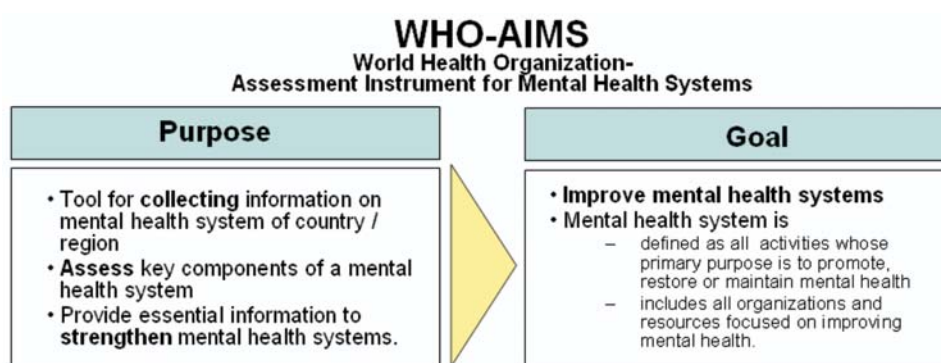 WHO-AIMS
World Health Organization-
Assessment Instrument for Mental Health Systems
Purpose
• Tool for collecting information on
mental health system of country /
region
• Assess key components of a mental
health system
• Provide essential information to
strengthen mental health systems.
Goal
• Improve mental health systems
• Mental health system is
– defined as all activities whose
primary purpose is to promote,
restore or maintain mental health
– includes all organizations and
resources focused on improving
mental health.